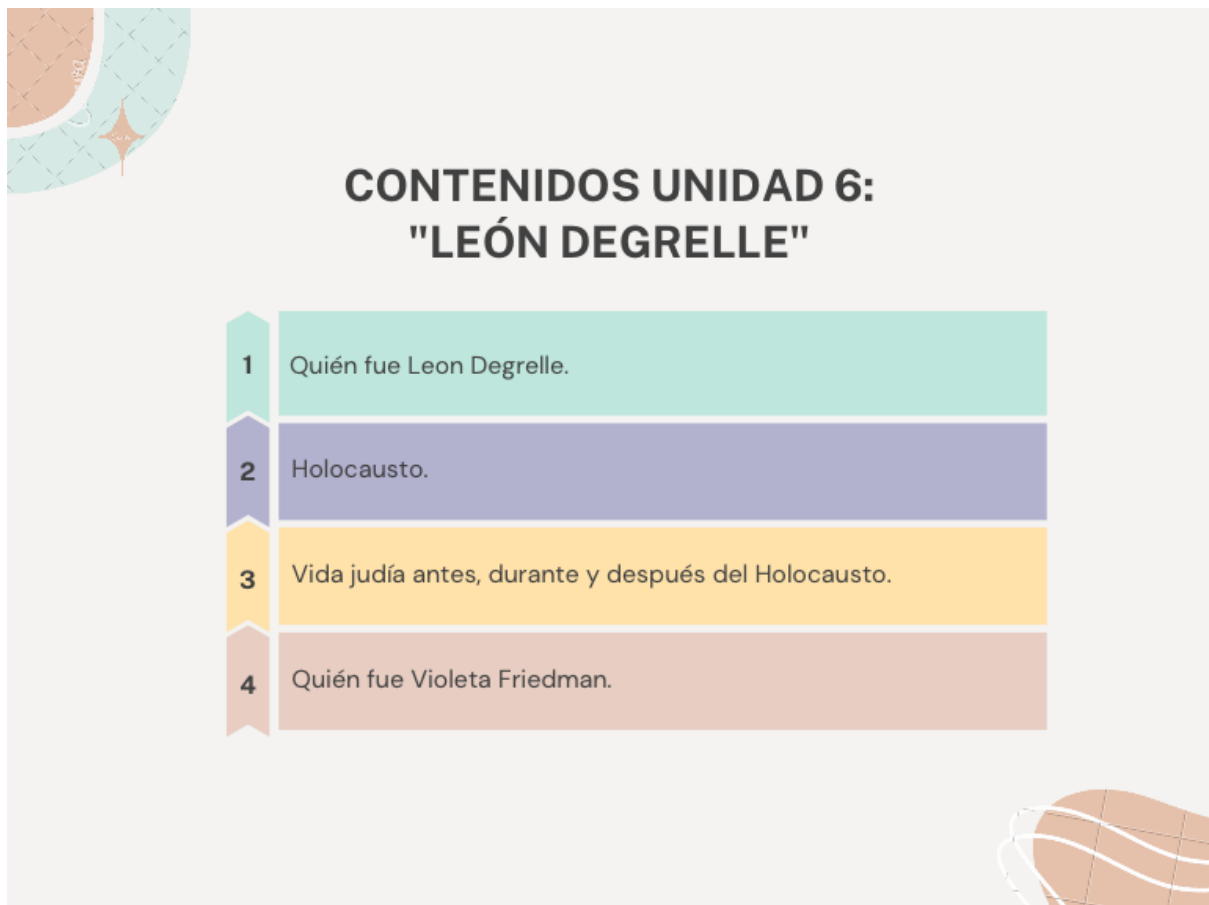 CONTENIDOS UNIDAD 6:
"LEÓN DEGRELLE"
1 Quién fue Leon Degrelle.
2 Holocausto.
3 Vida judía antes, durante y después del Holocausto.
4 Quién fue Violeta Friedman.